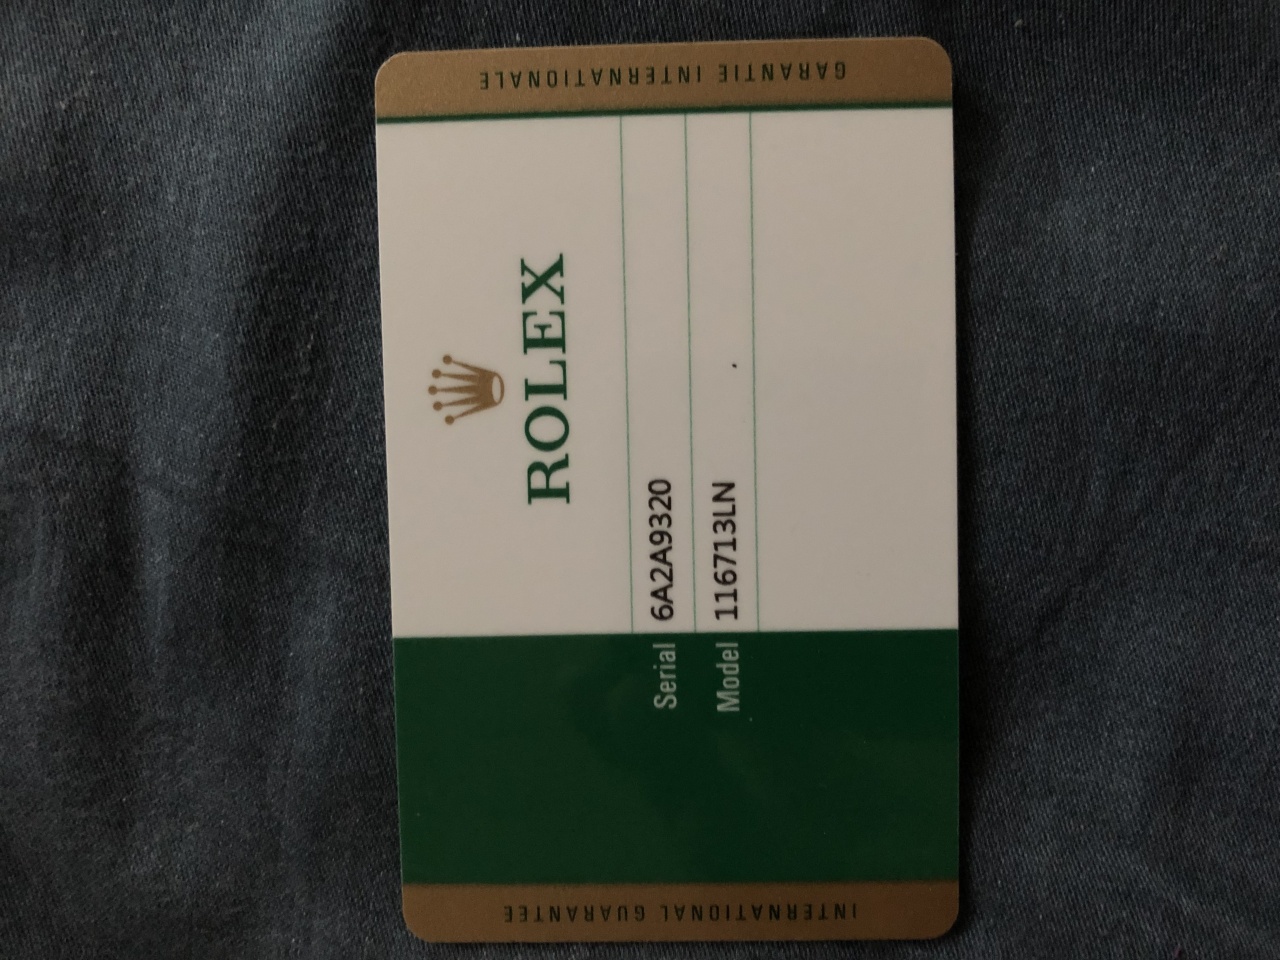 GARANTIE INTERNATIONALE
ROLEX
Serial 6A2A9320
Model 116713LN
INTERNATIONAL GUARANTEE